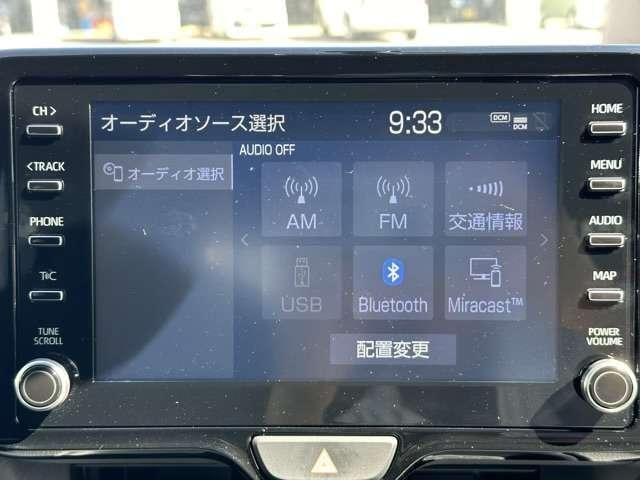 CH >
<TRACK
PHONE
T&C
TUNE
SCROLL
オーディオソース選択
9:33
DCM
DCM
AUDIO OFF
オーディオ選択
AM
FM
交通情報
USB
Bluetooth
Miracast™
配置変更
HOME
MENU
AUDIO
MAP
POWER
VOLUME